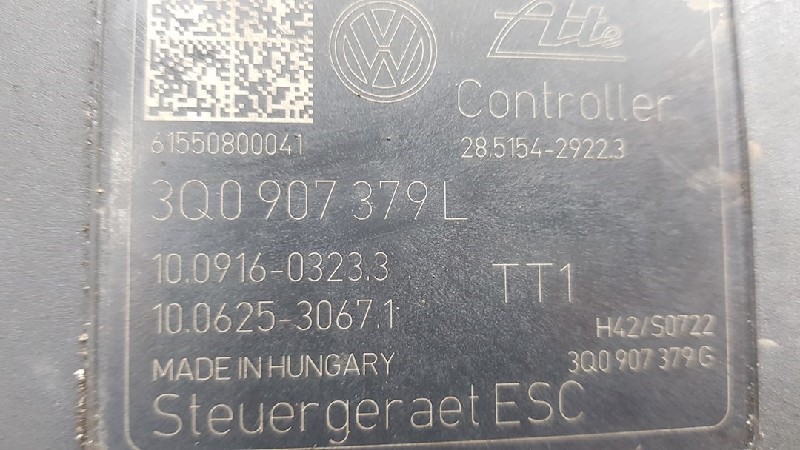 Ate
Controller
61550800041 28.5154-2922.3
3Q0 907 379 L
10.0916-0323.3
TT1
10.0625-3067.1
H42/S0722
MADE IN HUNGARY 3Q0 907 379 G
Steuergeraet ESC